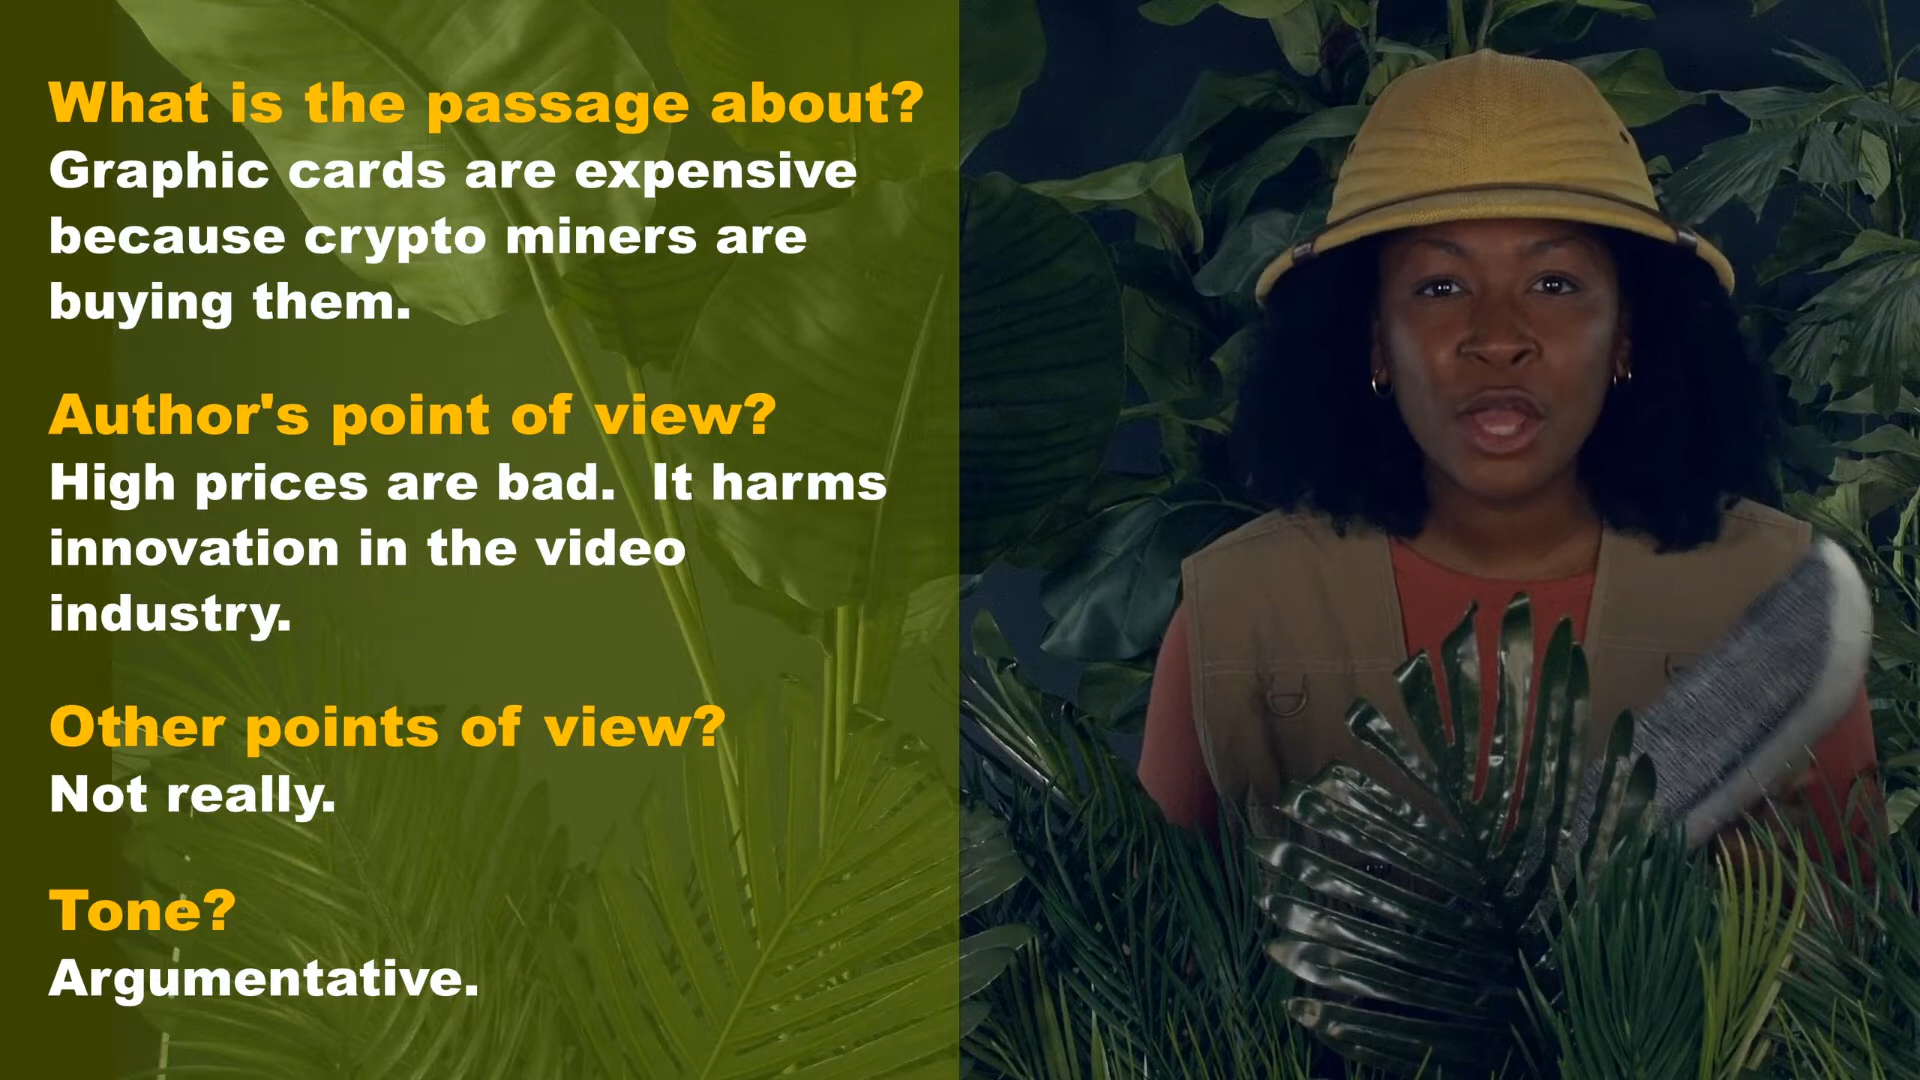 What is the passage about?
Graphic cards are expensive
because crypto miners are
buying them.
Author's point of view?
High prices are bad.  It harms
innovation in the video
industry.
Other points of view?
Not really.
Tone?
Argumentative.